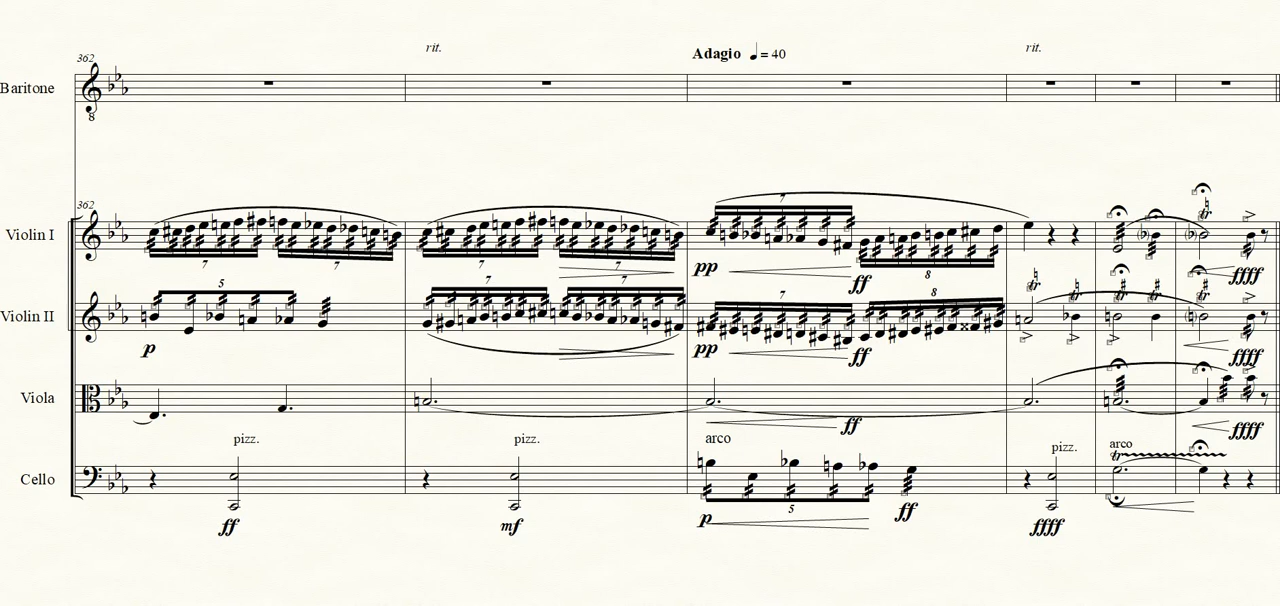 rit.
Adagio ♩ = 40
rit.
362
Baritone
8
362
Violin I
7 7 7 7 7 8
pp ff ffff
Violin II
5 7 7 7 8
p pp ff ffff
Viola
ff ffff
pizz. pizz. arco pizz. arco
Cello
5
ff mf p ff ffff